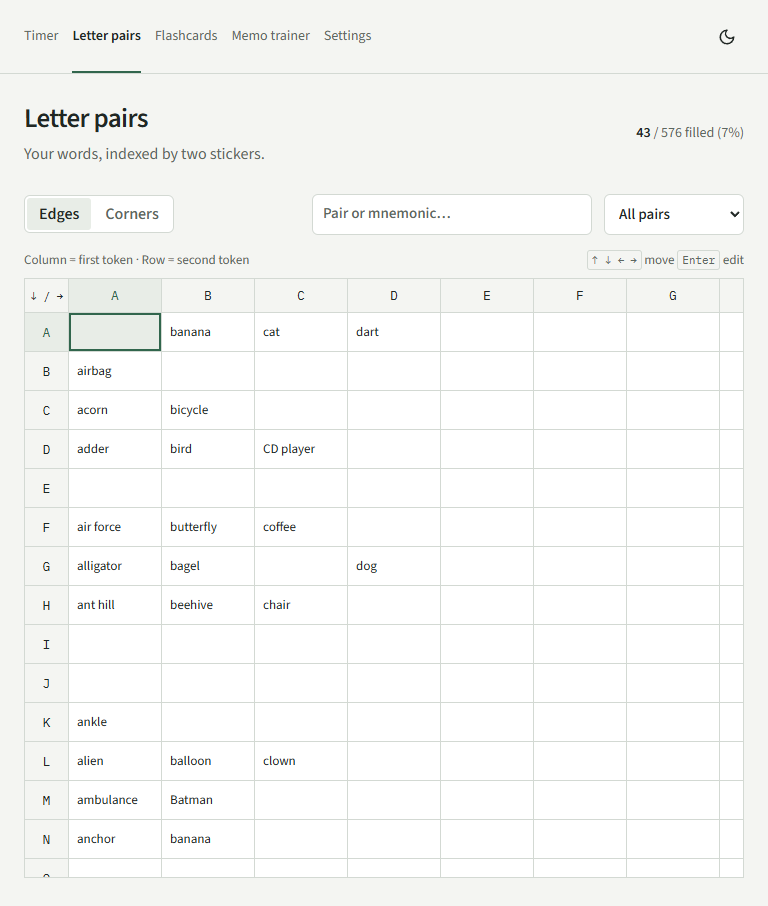 Timer Letter pairs Flashcards Memo trainer Settings
Letter pairs
43 / 576 filled (7%)
Your words, indexed by two stickers.
Edges Corners Pair or mnemonic… All pairs
Column = first token · Row = second token ↑ ↓ ← → move Enter edit
↓ / → A B C D E F G
A banana cat dart
B airbag
C acorn bicycle
D adder bird CD player
E
F air force butterfly coffee
G alligator bagel dog
H ant hill beehive chair
I
J
K ankle
L alien balloon clown
M ambulance Batman
N anchor banana